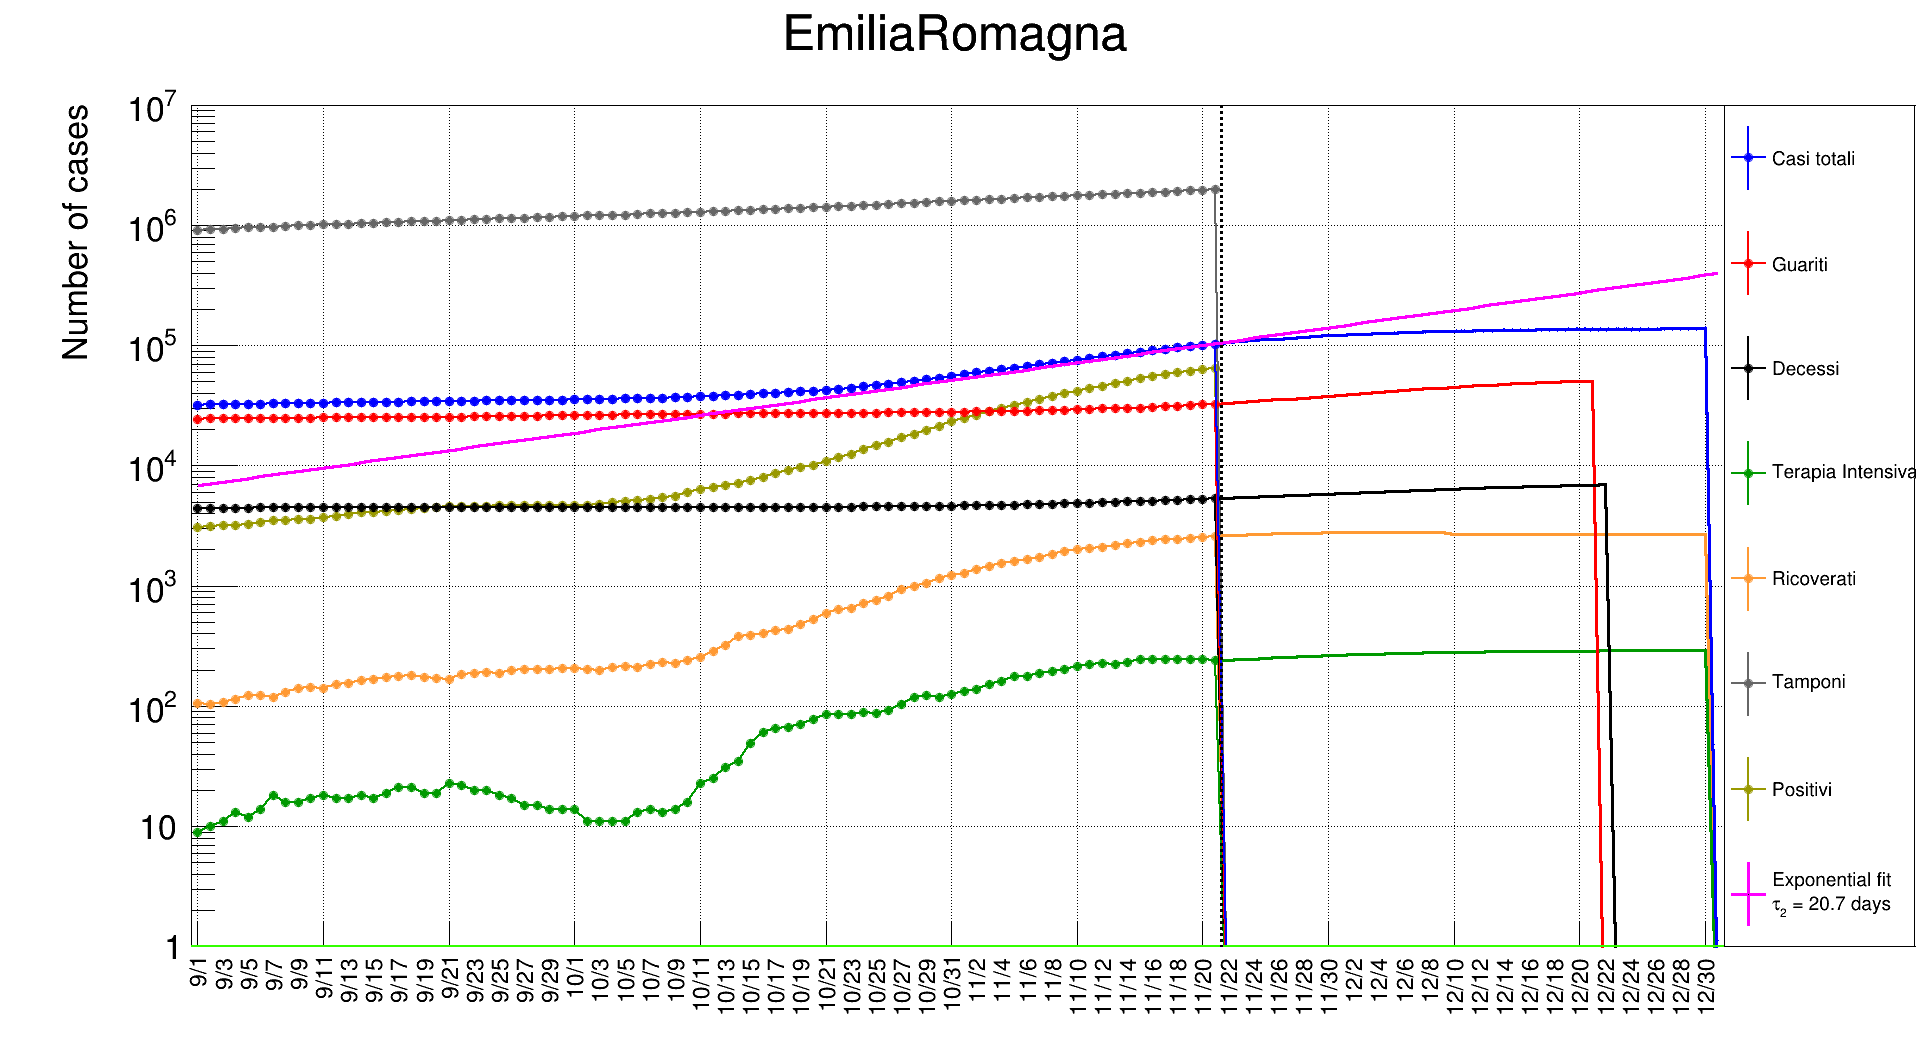 EmiliaRomagna
Number of cases
10^7
10^6
10^5
10^4
10^3
10^2
10
1
9/1 9/3 9/5 9/7 9/9 9/11 9/13 9/15 9/17 9/19 9/21 9/23 9/25 9/27 9/29 10/1 10/3 10/5 10/7 10/9 10/11 10/13 10/15 10/17 10/19 10/21 10/23 10/25 10/27 10/29 10/31 11/2 11/4 11/6 11/8 11/10 11/12 11/14 11/16 11/18 11/20 11/22 11/24 11/26 11/28 11/30 12/2 12/4 12/6 12/8 12/10 12/12 12/14 12/16 12/18 12/20 12/22 12/24 12/26 12/28 12/30
Casi totali
Guariti
Decessi
Terapia Intensiva
Ricoverati
Tamponi
Positivi
Exponential fit
τ_2 = 20.7 days